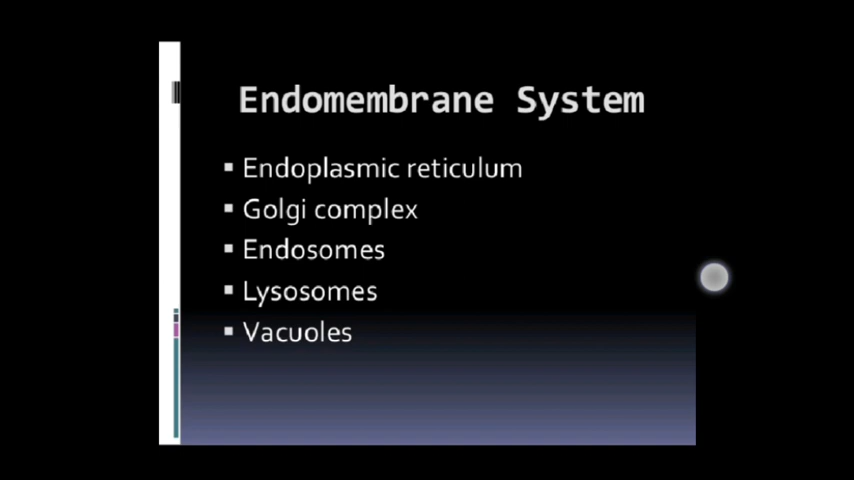 Endomembrane System
▪ Endoplasmic reticulum
▪ Golgi complex
▪ Endosomes
▪ Lysosomes
▪ Vacuoles